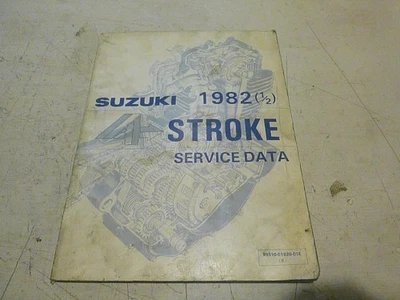 SUZUKI 1982 (½)
4 STROKE
SERVICE DATA